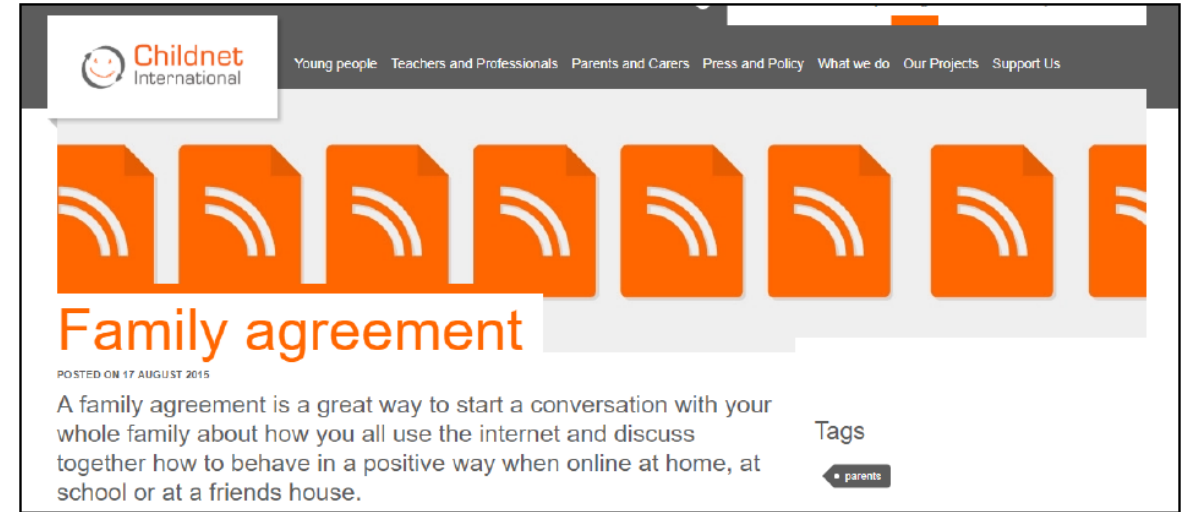 Childnet
International
Young people Teachers and Professionals Parents and Carers Press and Policy What we do Our Projects Support Us
Family agreement
POSTED ON 17 AUGUST 2015
A family agreement is a great way to start a conversation with your
whole family about how you all use the internet and discuss
together how to behave in a positive way when online at home, at
school or at a friends house.
Tags
parents